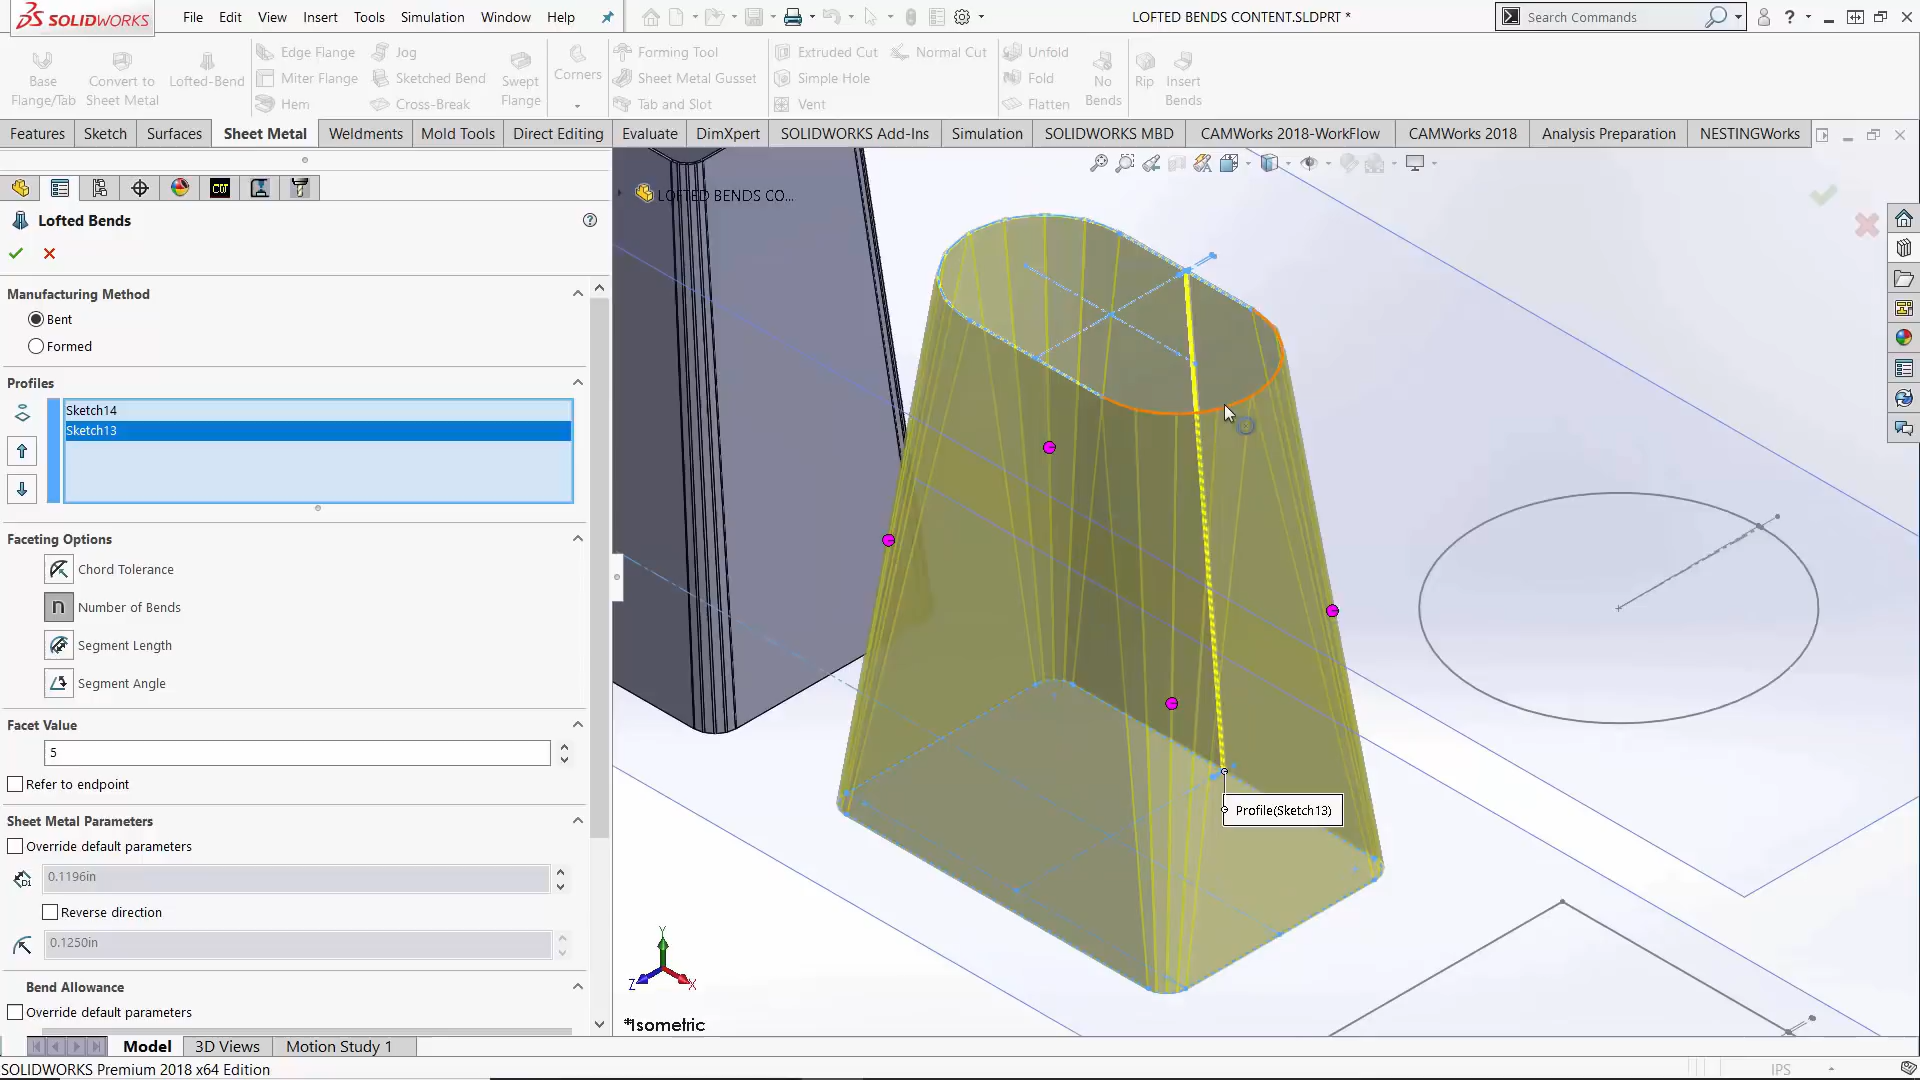 SOLIDWORKS
File Edit View Insert Tools Simulation Window Help
LOFTED BENDS CONTENT.SLDPRT *
Search Commands
Base Flange/Tab
Convert to Sheet Metal
Lofted-Bend
Edge Flange
Miter Flange
Hem
Jog
Sketched Bend
Cross-Break
Swept Flange
Corners
Forming Tool
Sheet Metal Gusset
Tab and Slot
Extruded Cut
Simple Hole
Vent
Normal Cut
Unfold
Fold
Flatten
No Bends
Rip
Insert Bends
Features Sketch Surfaces Sheet Metal Weldments Mold Tools Direct Editing Evaluate DimXpert SOLIDWORKS Add-Ins Simulation SOLIDWORKS MBD CAMWorks 2018-WorkFlow CAMWorks 2018 Analysis Preparation NESTINGWorks
LOFTED BENDS CO...
Lofted Bends
Manufacturing Method
Bent
Formed
Profiles
Sketch14
Sketch13
Faceting Options
Chord Tolerance
n Number of Bends
Segment Length
Segment Angle
Facet Value
5
Refer to endpoint
Sheet Metal Parameters
Override default parameters
0.1196in
Reverse direction
0.1250in
Bend Allowance
Override default parameters
Profile(Sketch13)
Y
Z
X
*Isometric
Model 3D Views Motion Study 1
SOLIDWORKS Premium 2018 x64 Edition
IPS